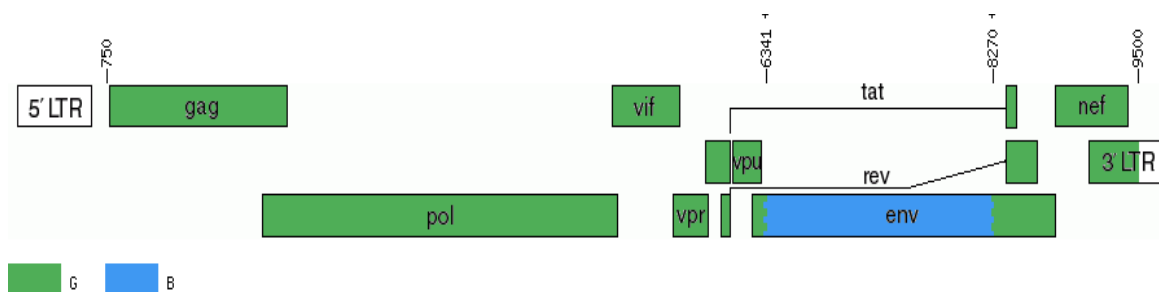 750
6341
8270
9500
5' LTR
gag
vif
tat
nef
vpu
rev
3' LTR
pol
vpr
env
G
B